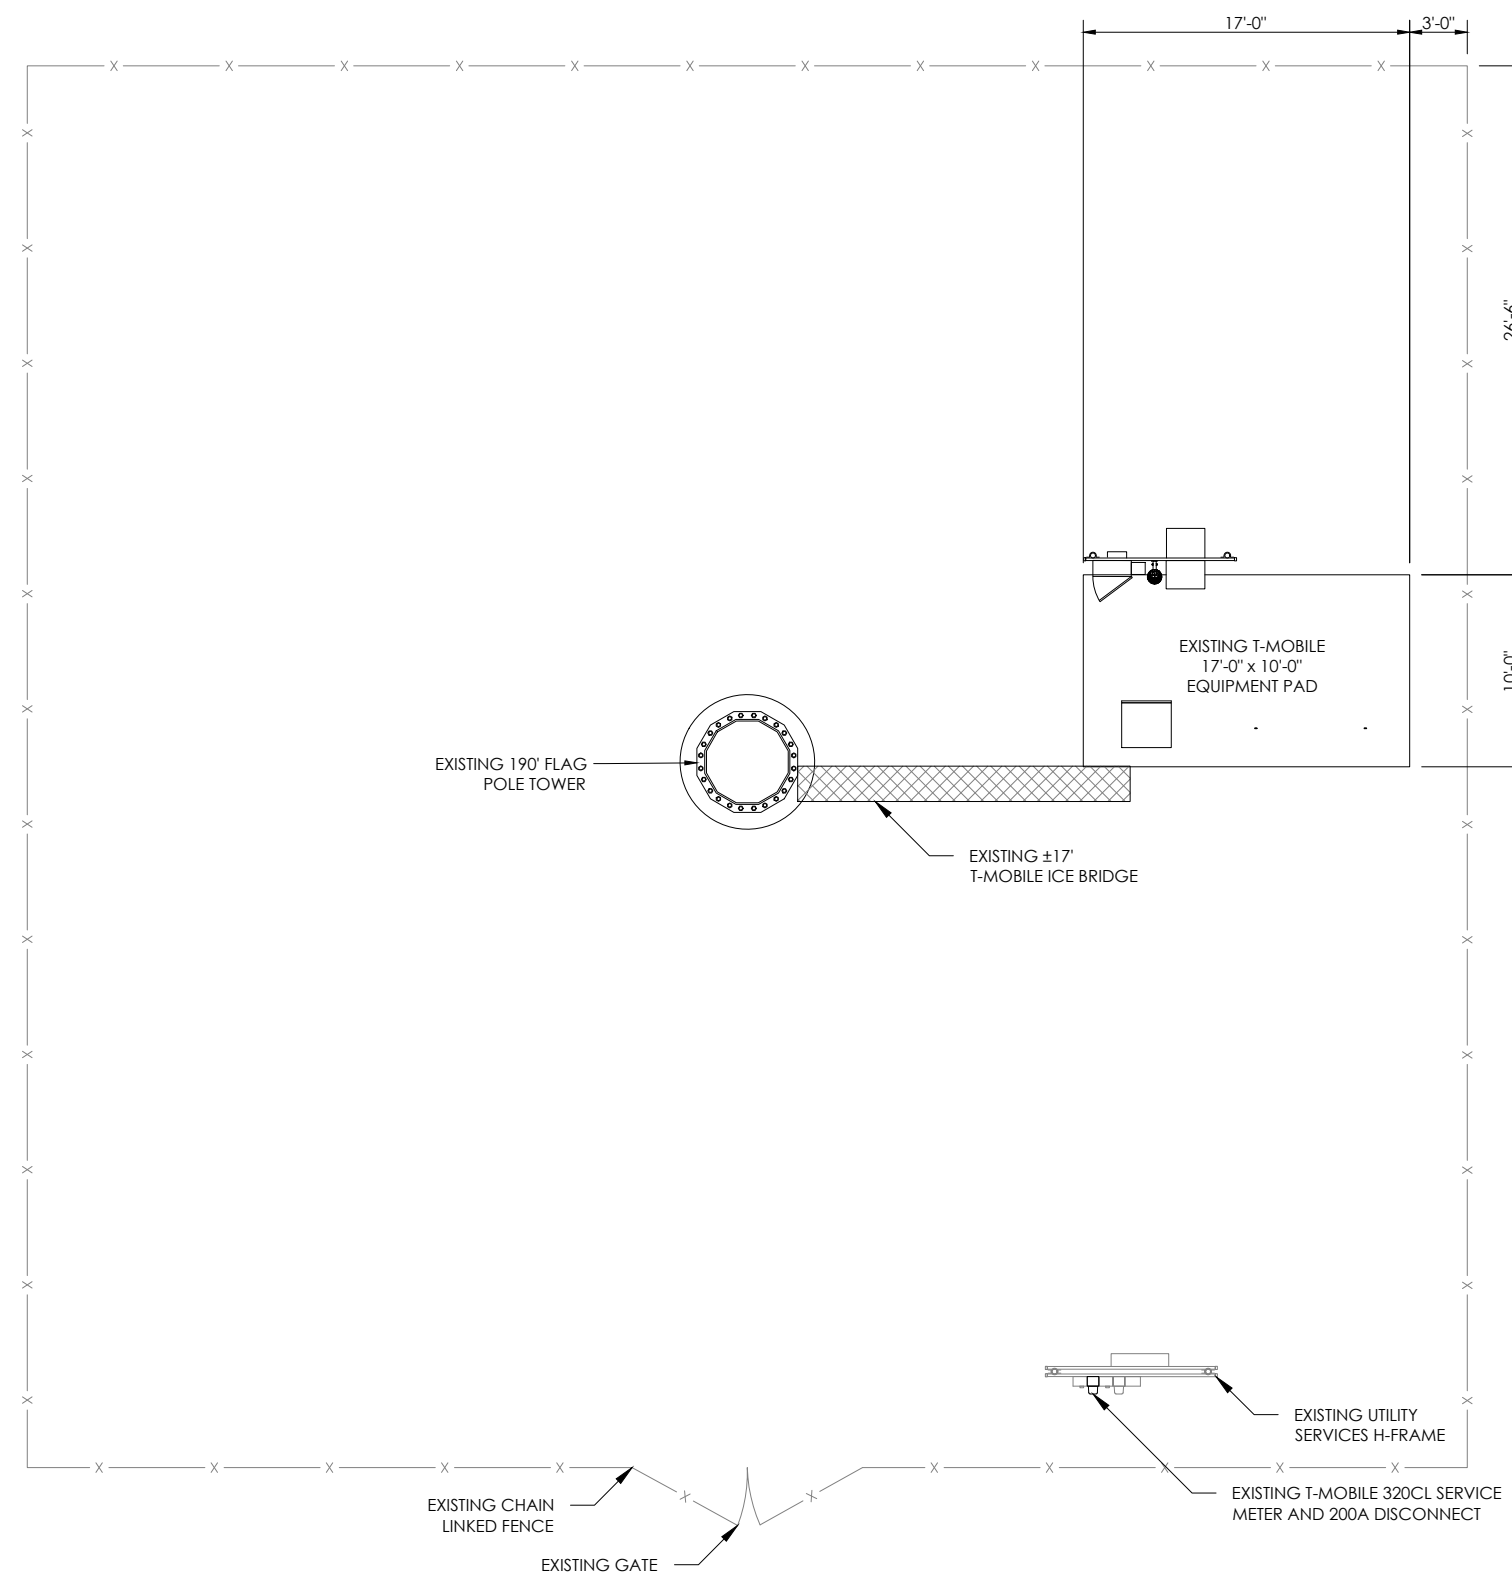 17'-0"
3'-0"
26'-6"
EXISTING T-MOBILE
17'-0" x 10'-0"
EQUIPMENT PAD
10'-0"
EXISTING 190' FLAG
POLE TOWER
EXISTING ±17'
T-MOBILE ICE BRIDGE
EXISTING UTILITY
SERVICES H-FRAME
EXISTING T-MOBILE 320CL SERVICE
METER AND 200A DISCONNECT
EXISTING CHAIN
LINKED FENCE
EXISTING GATE